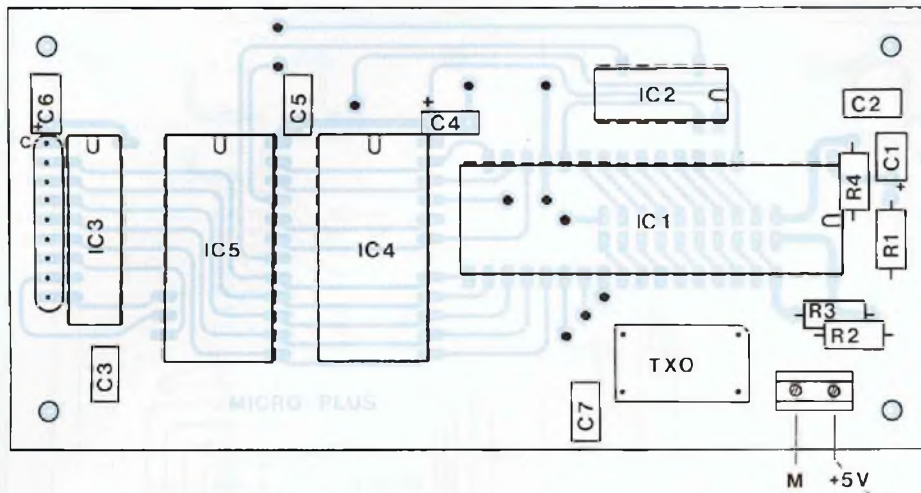 C6
+
C
C5
+
C4
IC2
C2
C1
+
R4
R1
IC3
IC5
IC4
IC1
R3
R2
C3
TXO
C7
MICRO PLUS
M
+5V